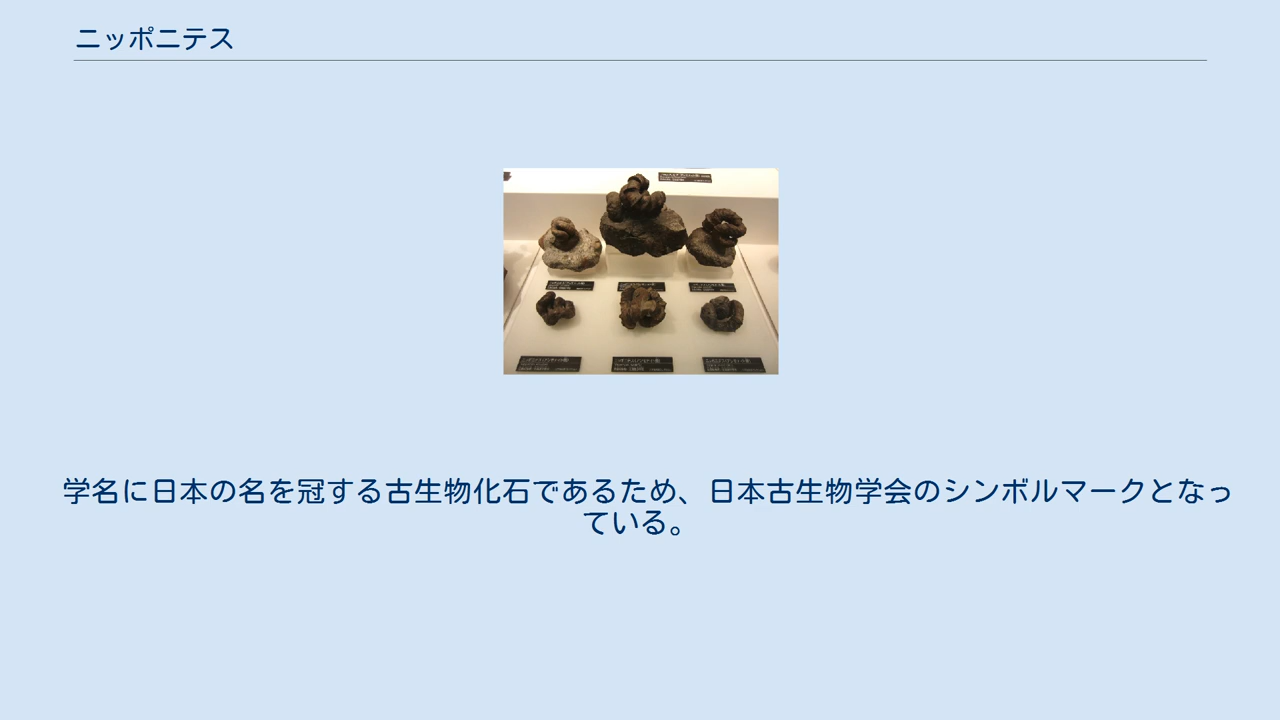 ニッポニテス
学名に日本の名を冠する古生物化石であるため、日本古生物学会のシンボルマークとなっ
ている。